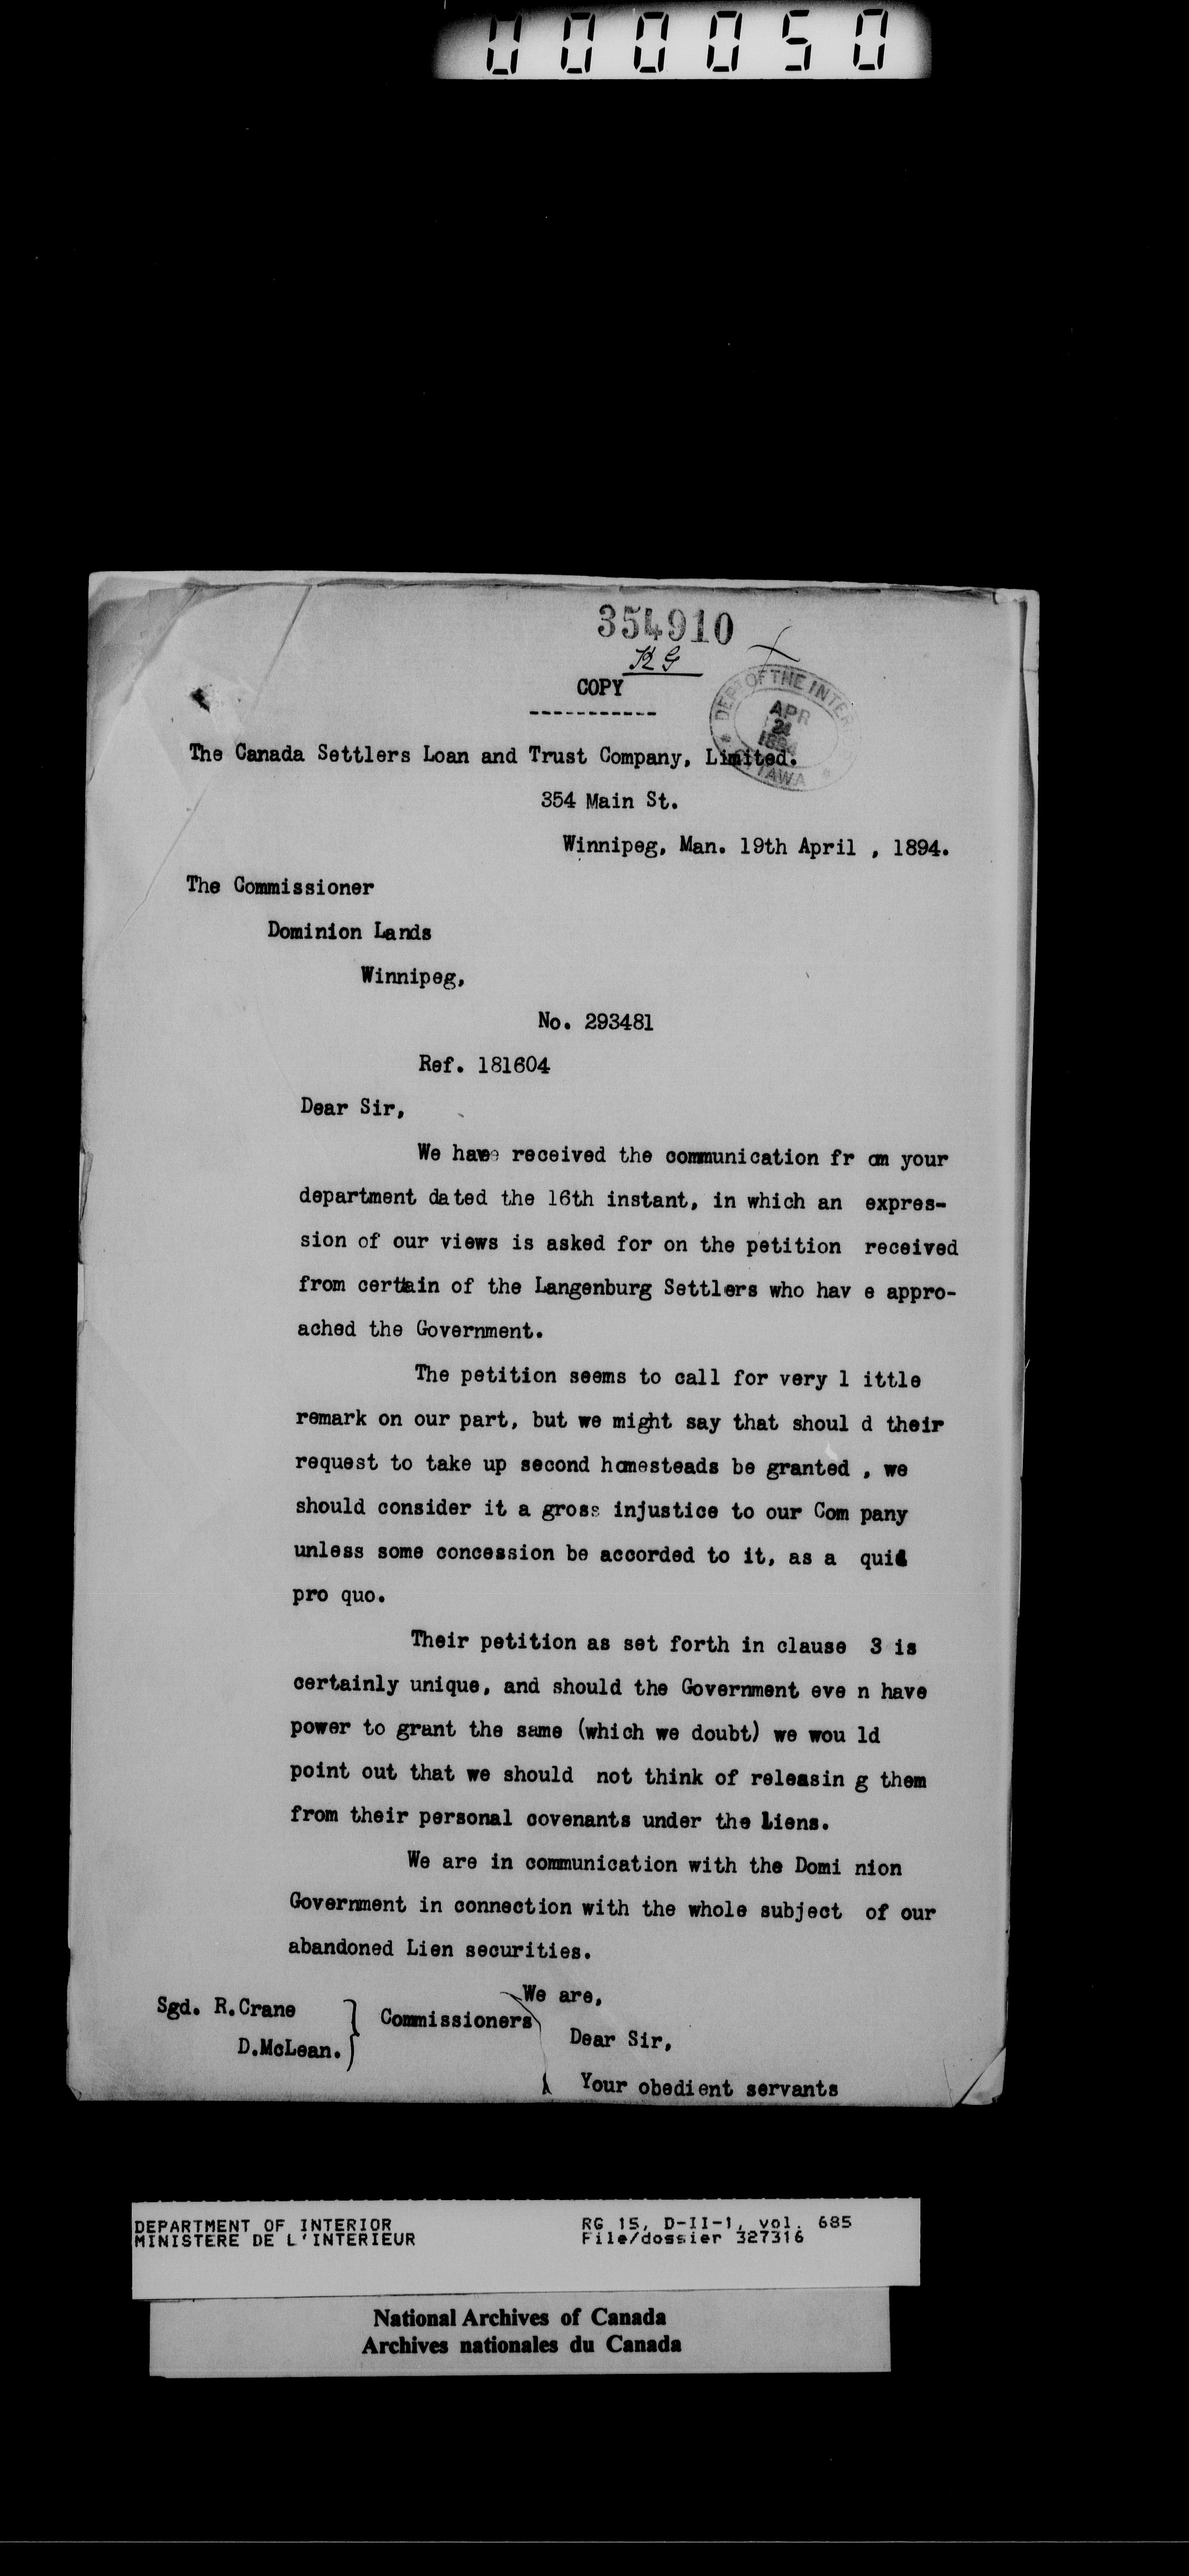 000050
354910
KG
COPY
-----------
DEPT OF THE INTERIOR
APR
21
1894
OTTAWA
The Canada Settlers Loan and Trust Company, Limited.
354 Main St.
Winnipeg, Man. 19th April , 1894.
The Commissioner
Dominion Lands
Winnipeg,
No. 293481
Ref. 181604
Dear Sir,
We have received the communication fr om your
department dated the 16th instant, in which an expres-
sion of our views is asked for on the petition received
from certain of the Langenburg Settlers who hav e appro-
ached the Government.
The petition seems to call for very l ittle
remark on our part, but we might say that shoul d their
request to take up second homesteads be granted , we
should consider it a gross injustice to our Com pany
unless some concession be accorded to it, as a quid
pro quo.
Their petition as set forth in clause 3 is
certainly unique, and should the Government eve n have
power to grant the same (which we doubt) we wou ld
point out that we should not think of releasin g them
from their personal covenants under the Liens.
We are in communication with the Domi nion
Government in connection with the whole subject of our
abandoned Lien securities.
We are,
Sgd. R.Crane
Commissioners
D.McLean.
Dear Sir,
Your obedient servants
DEPARTMENT OF INTERIOR RG 15, D-II-1, vol. 685
MINISTERE DE L'INTERIEUR File/dossier 327316
National Archives of Canada
Archives nationales du Canada